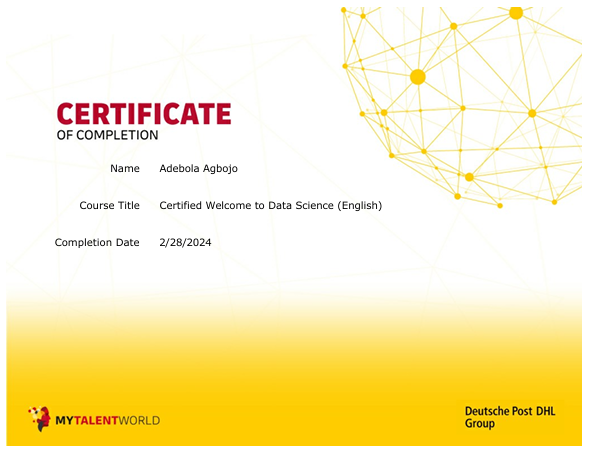 CERTIFICATE
OF COMPLETION
Name Adebola Agbojo
Course Title Certified Welcome to Data Science (English)
Completion Date 2/28/2024
MYTALENTWORLD
Deutsche Post DHL
Group